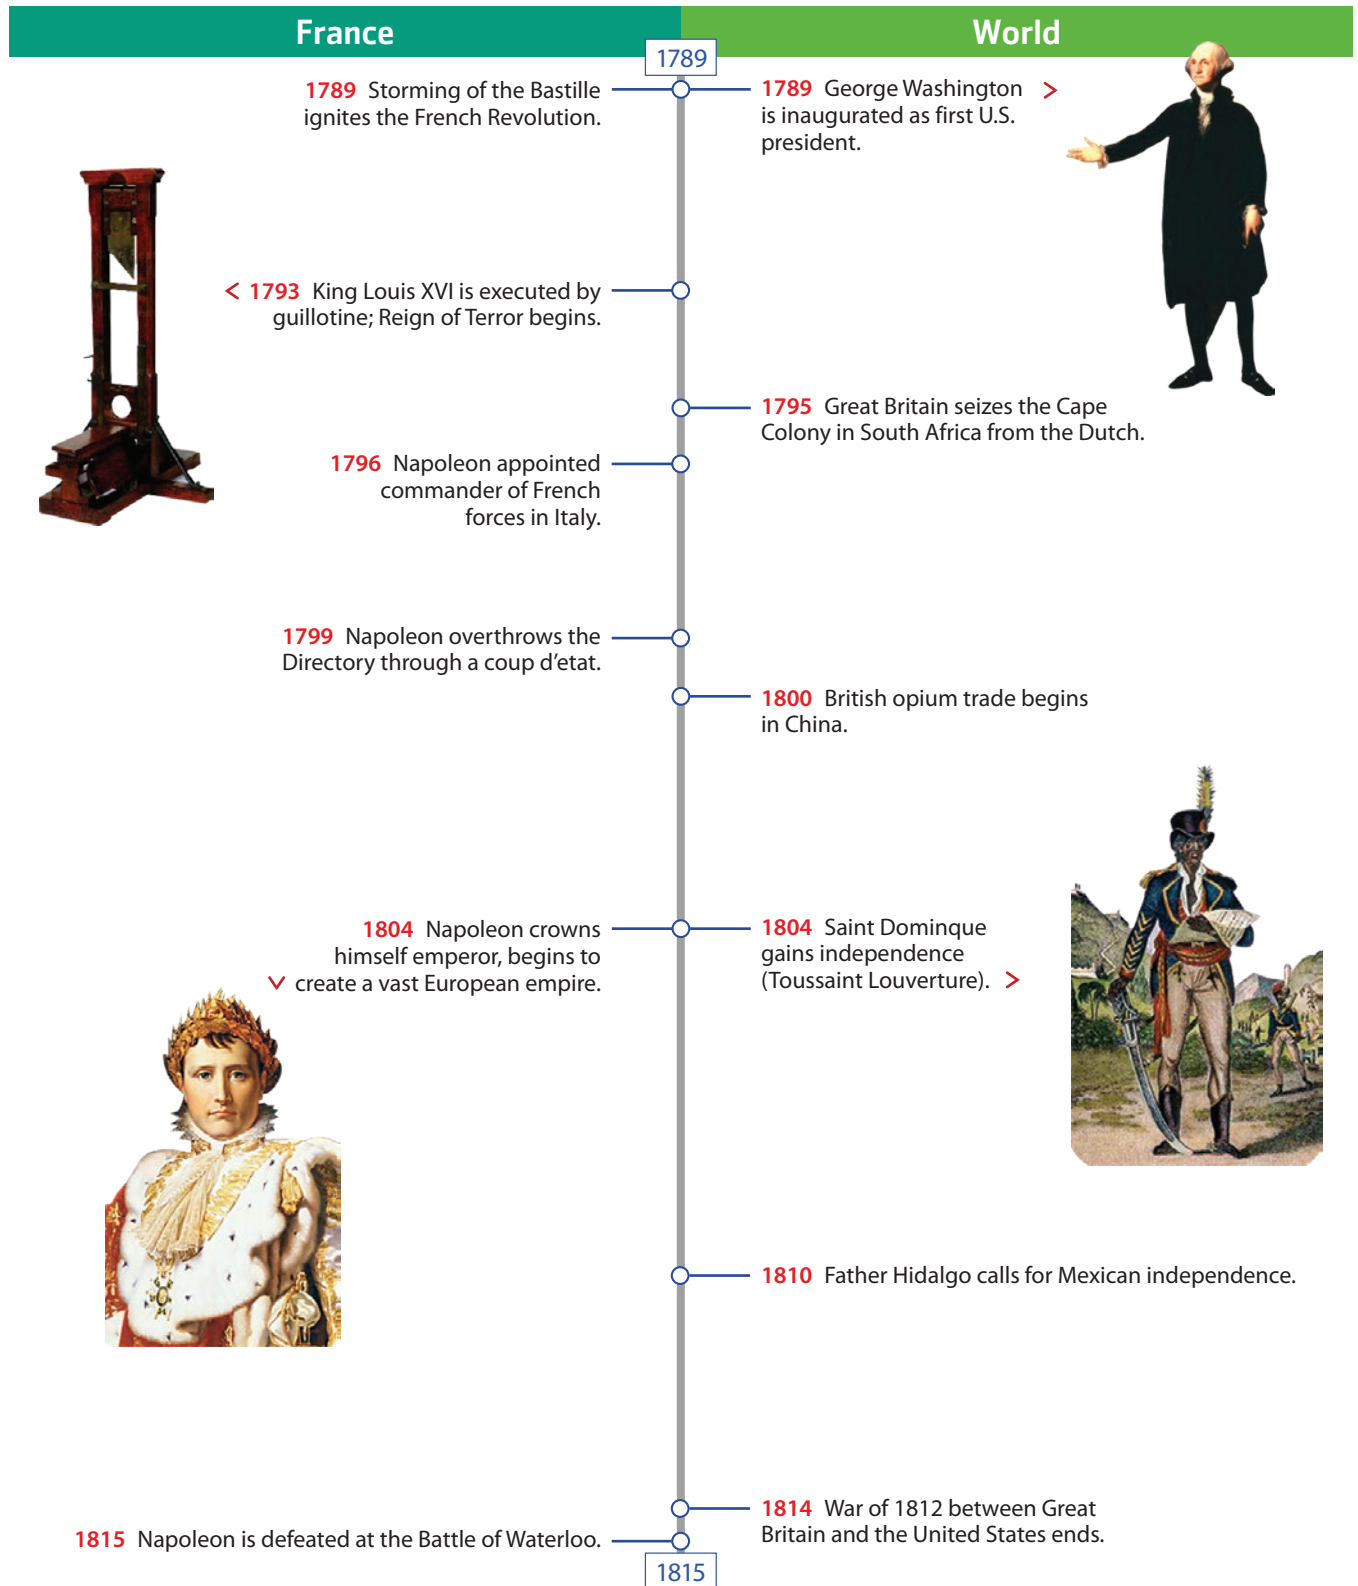 France
World
1789
1789 Storming of the Bastille
ignites the French Revolution.
1789 George Washington >
is inaugurated as first U.S.
president.
< 1793 King Louis XVI is executed by
guillotine; Reign of Terror begins.
1795 Great Britain seizes the Cape
Colony in South Africa from the Dutch.
1796 Napoleon appointed
commander of French
forces in Italy.
1799 Napoleon overthrows the
Directory through a coup d’etat.
1800 British opium trade begins
in China.
1804 Napoleon crowns
himself emperor, begins to
create a vast European empire.
1804 Saint Dominque
gains independence
(Toussaint Louverture). >
1810 Father Hidalgo calls for Mexican independence.
1814 War of 1812 between Great
Britain and the United States ends.
1815 Napoleon is defeated at the Battle of Waterloo.
1815